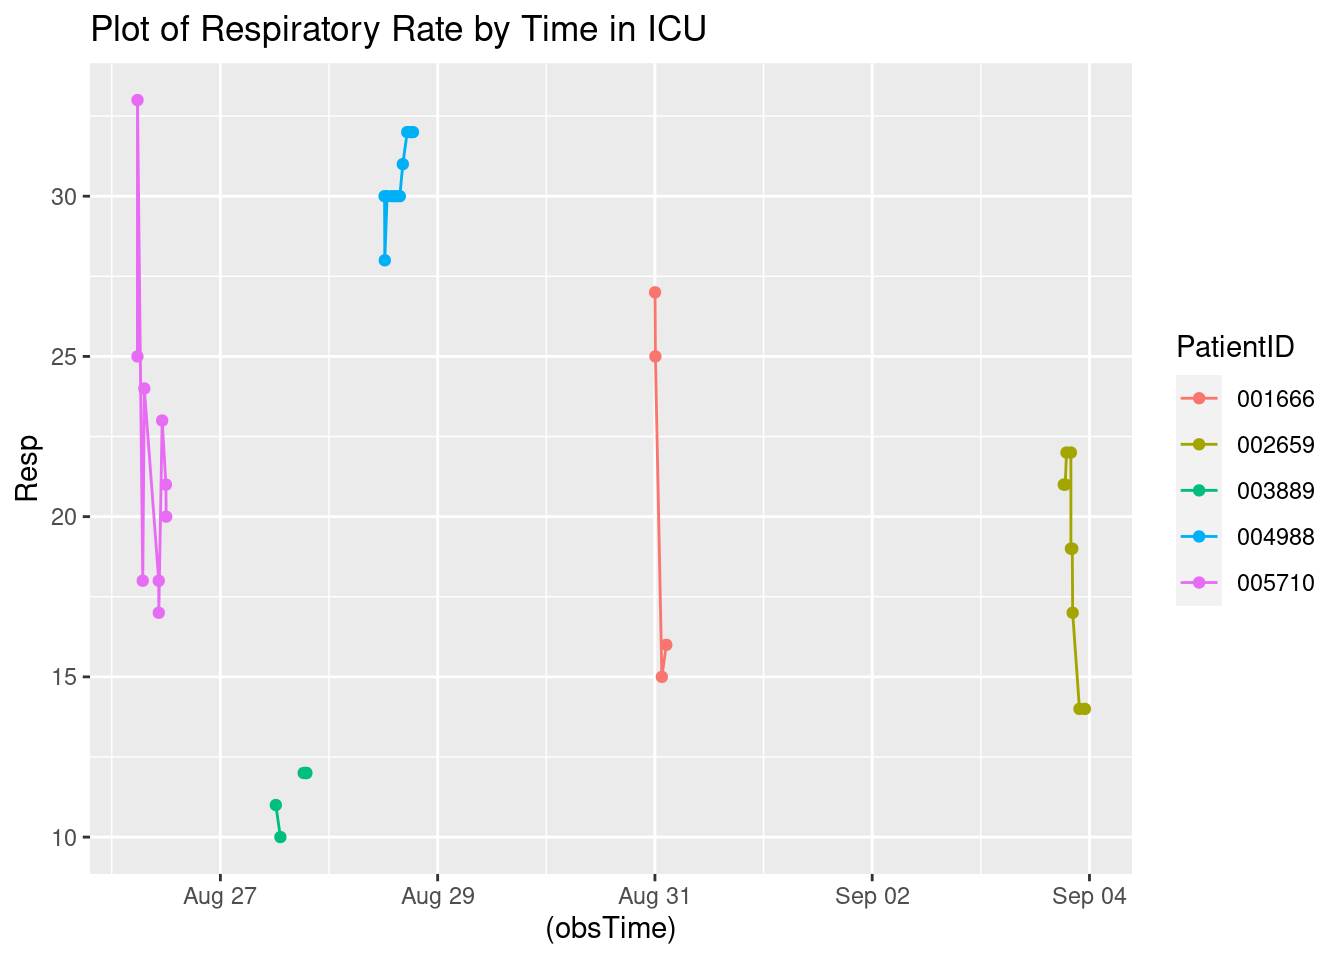 Plot of Respiratory Rate by Time in ICU
Resp
30
25
20
15
10
Aug 27
Aug 29
Aug 31
Sep 02
Sep 04
(obsTime)
PatientID
001666
002659
003889
004988
005710